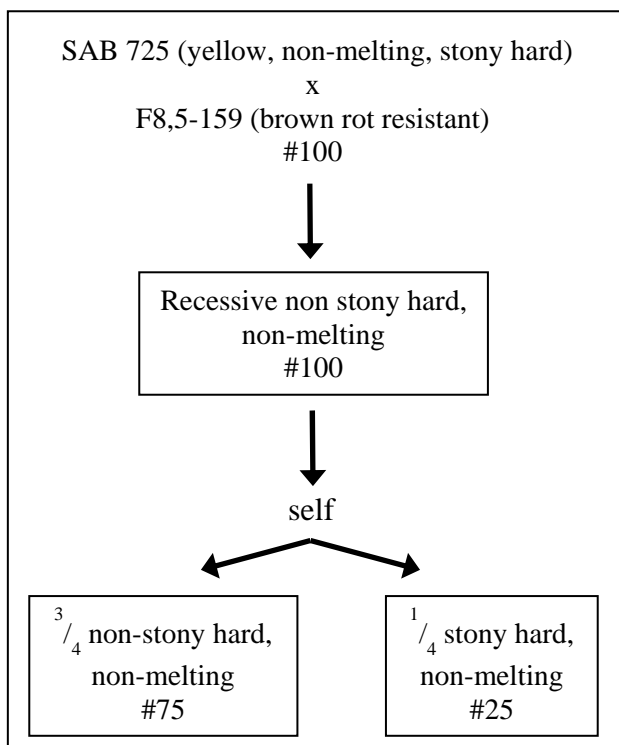 SAB 725 (yellow, non-melting, stony hard)
x
F8,5-159 (brown rot resistant)
#100
Recessive non stony hard,
non-melting
#100
self
3/4 non-stony hard,
non-melting
#75
1/4 stony hard,
non-melting
#25